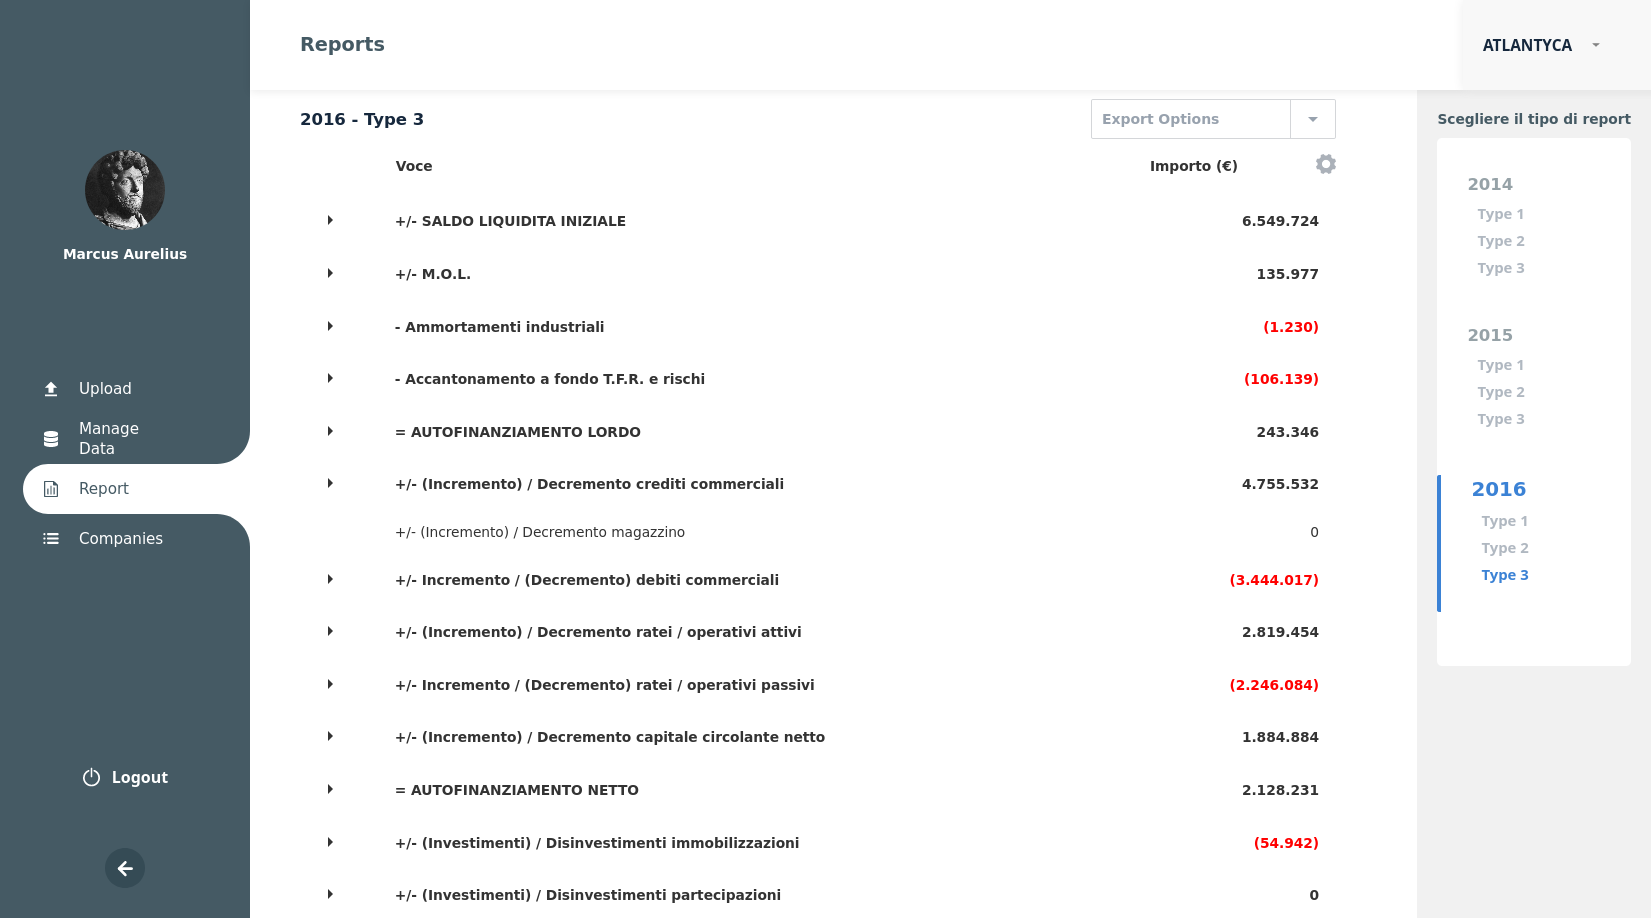 Reports
ATLANTYCA
Marcus Aurelius
Upload
Manage
Data
Report
Companies
Logout
2016 - Type 3
Export Options
Voce Importo (€)
+/- SALDO LIQUIDITA INIZIALE 6.549.724
+/- M.O.L. 135.977
- Ammortamenti industriali (1.230)
- Accantonamento a fondo T.F.R. e rischi (106.139)
= AUTOFINANZIAMENTO LORDO 243.346
+/- (Incremento) / Decremento crediti commerciali 4.755.532
+/- (Incremento) / Decremento magazzino 0
+/- Incremento / (Decremento) debiti commerciali (3.444.017)
+/- (Incremento) / Decremento ratei / operativi attivi 2.819.454
+/- Incremento / (Decremento) ratei / operativi passivi (2.246.084)
+/- (Incremento) / Decremento capitale circolante netto 1.884.884
= AUTOFINANZIAMENTO NETTO 2.128.231
+/- (Investimenti) / Disinvestimenti immobilizzazioni (54.942)
+/- (Investimenti) / Disinvestimenti partecipazioni 0
Scegliere il tipo di report
2014
Type 1
Type 2
Type 3
2015
Type 1
Type 2
Type 3
2016
Type 1
Type 2
Type 3